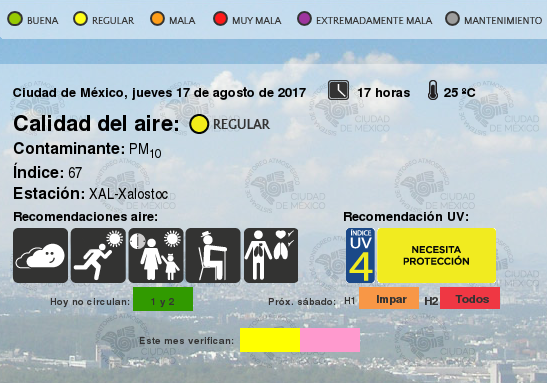 BUENA REGULAR MALA MUY MALA EXTREMADAMENTE MALA MANTENIMIENTO
Ciudad de México, jueves 17 de agosto de 2017 17 horas 25 ºC
Calidad del aire: REGULAR
Contaminante: PM10
Índice: 67
Estación: XAL-Xalostoc
Recomendaciones aire: Recomendación UV:
ÍNDICE UV 4 NECESITA PROTECCIÓN
Hoy no circulan: 1 y 2 Próx. sábado: H1 Impar H2 Todos
Este mes verifican:
CIUDAD DE MÉXICO